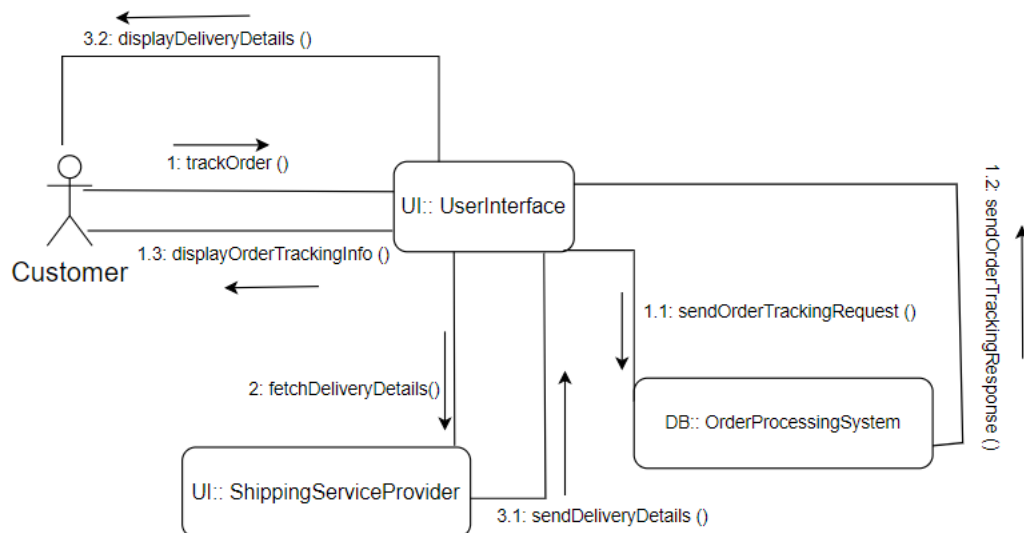 3.2: displayDeliveryDetails ()
1: trackOrder ()
UI:: UserInterface
1.3: displayOrderTrackingInfo ()
Customer
1.2: sendOrderTrackingResponse ()
1.1: sendOrderTrackingRequest ()
2: fetchDeliveryDetails()
DB:: OrderProcessingSystem
UI:: ShippingServiceProvider
3.1: sendDeliveryDetails ()